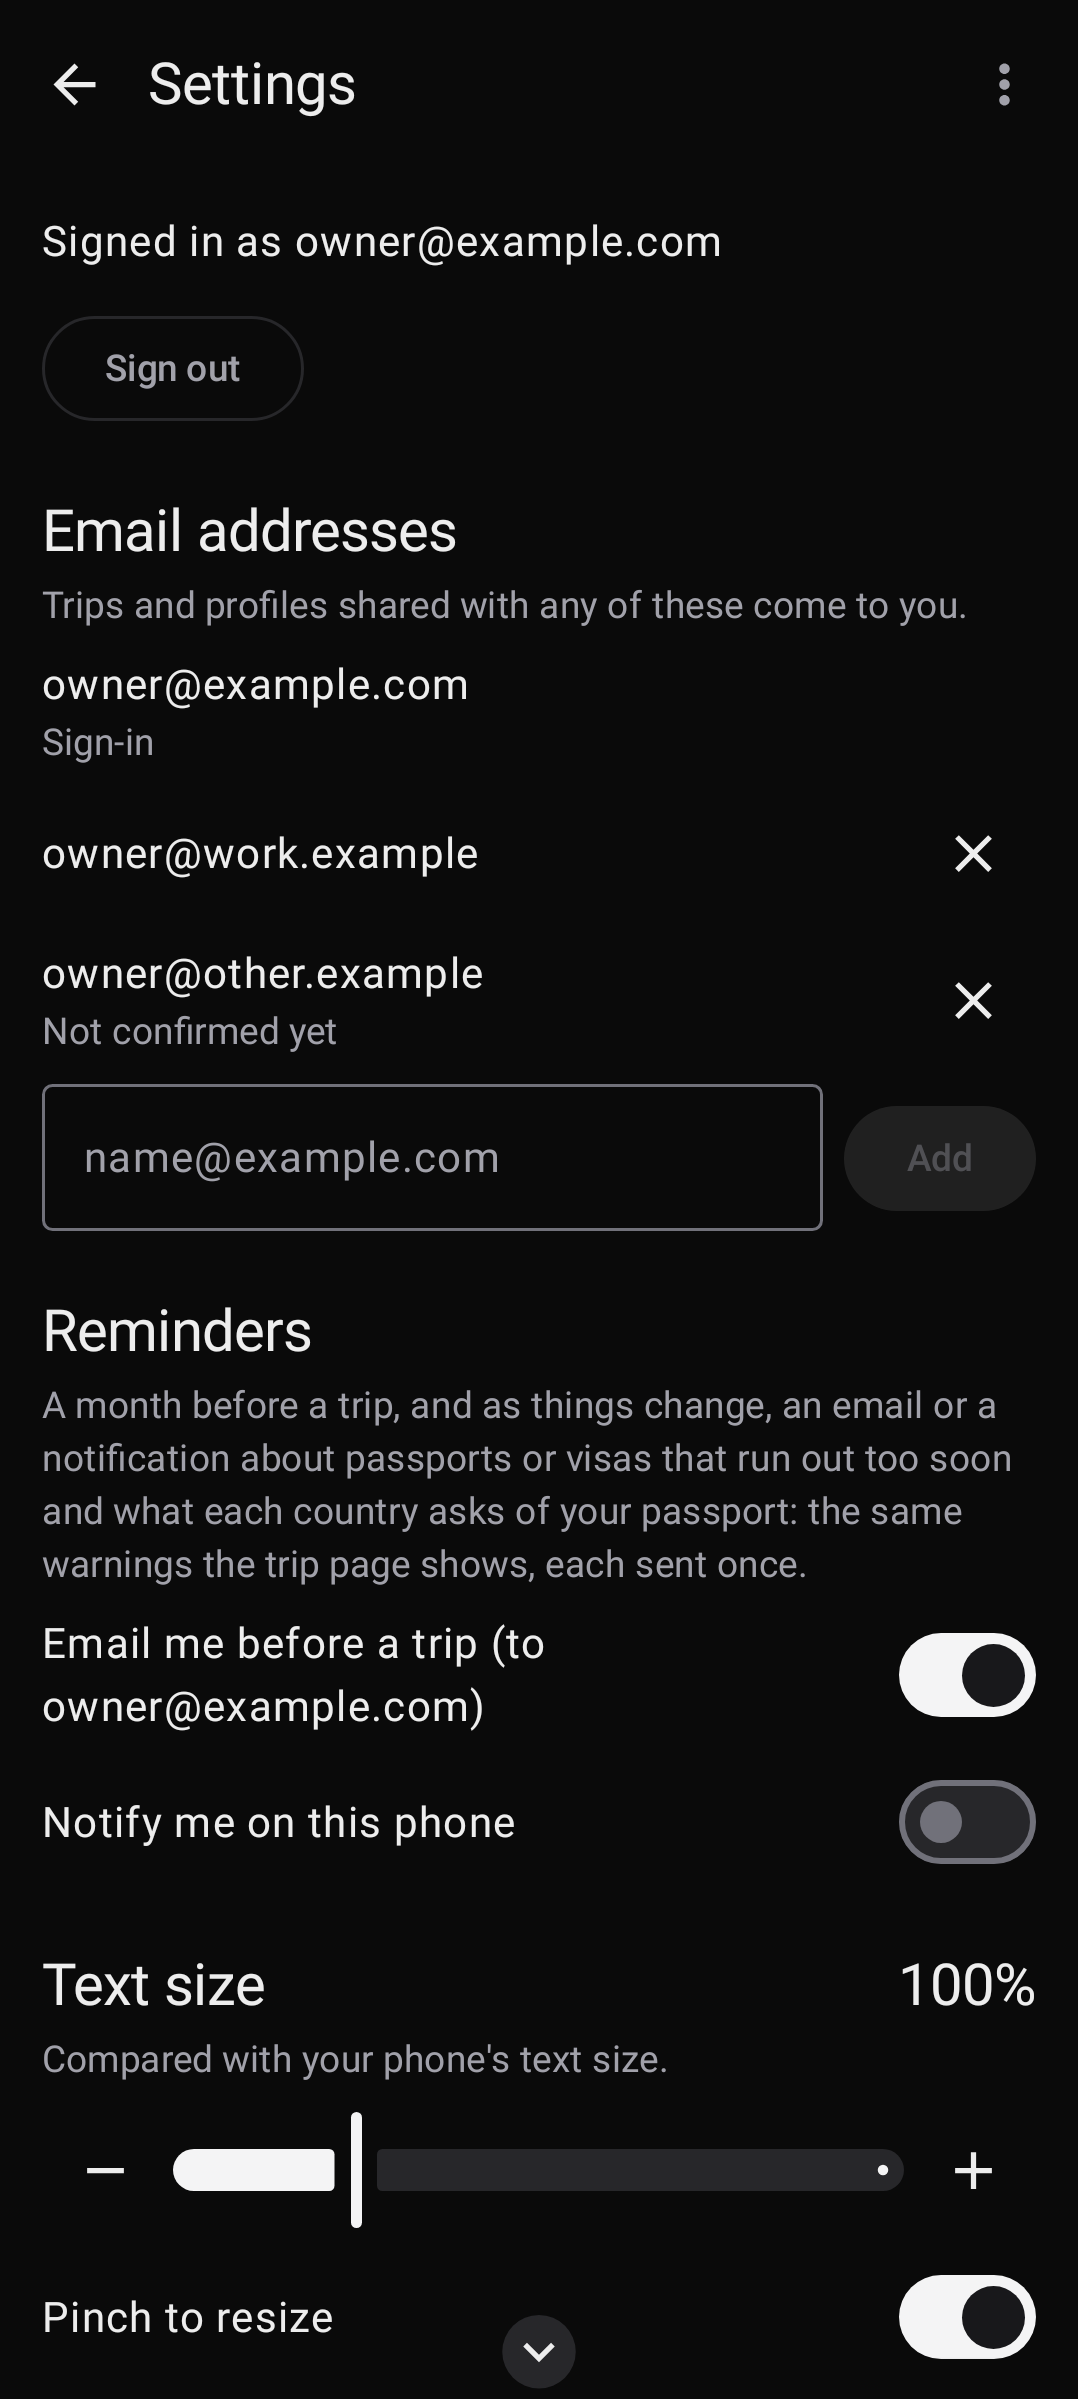 Settings
Signed in as owner@example.com
Sign out
Email addresses
Trips and profiles shared with any of these come to you.
owner@example.com
Sign-in
owner@work.example
owner@other.example
Not confirmed yet
name@example.com
Add
Reminders
A month before a trip, and as things change, an email or a
notification about passports or visas that run out too soon
and what each country asks of your passport: the same
warnings the trip page shows, each sent once.
Email me before a trip (to
owner@example.com)
Notify me on this phone
Text size
100%
Compared with your phone's text size.
Pinch to resize